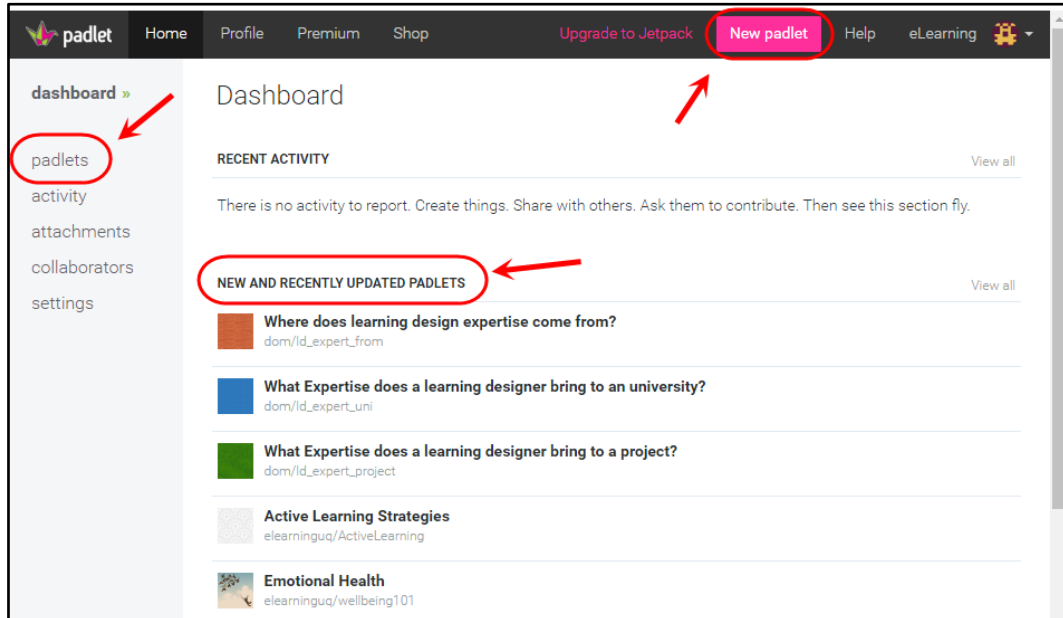 padlet Home Profile Premium Shop Upgrade to Jetpack New padlet Help eLearning
dashboard »
padlets
activity
attachments
collaborators
settings
Dashboard
RECENT ACTIVITY View all
There is no activity to report. Create things. Share with others. Ask them to contribute. Then see this section fly.
NEW AND RECENTLY UPDATED PADLETS View all
Where does learning design expertise come from?
dom/ld_expert_from
What Expertise does a learning designer bring to an university?
dom/ld_expert_uni
What Expertise does a learning designer bring to a project?
dom/ld_expert_project
Active Learning Strategies
elearninguq/ActiveLearning
Emotional Health
elearninguq/wellbeing101